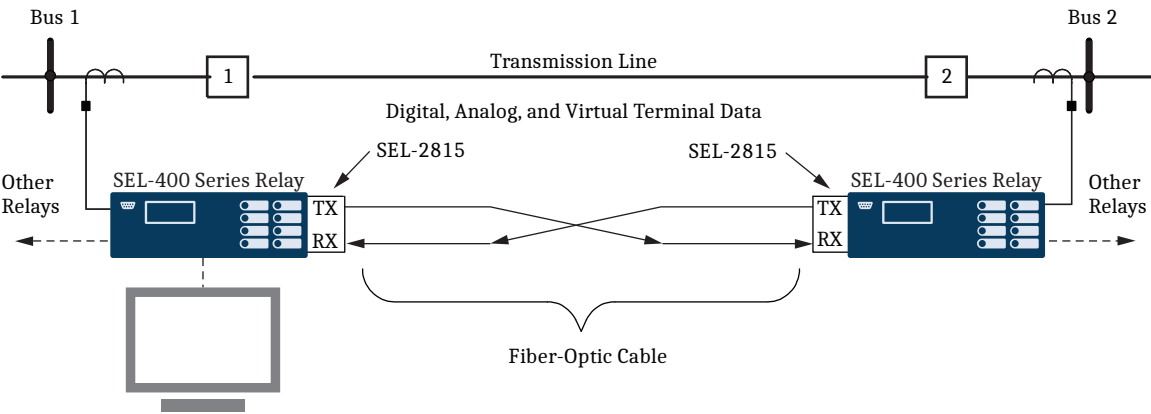 Bus 1
Bus 2
1
Transmission Line
2
Digital, Analog, and Virtual Terminal Data
SEL-2815
SEL-2815
Other
Relays
SEL-400 Series Relay
TX
RX
TX
RX
SEL-400 Series Relay
Other
Relays
Fiber-Optic Cable